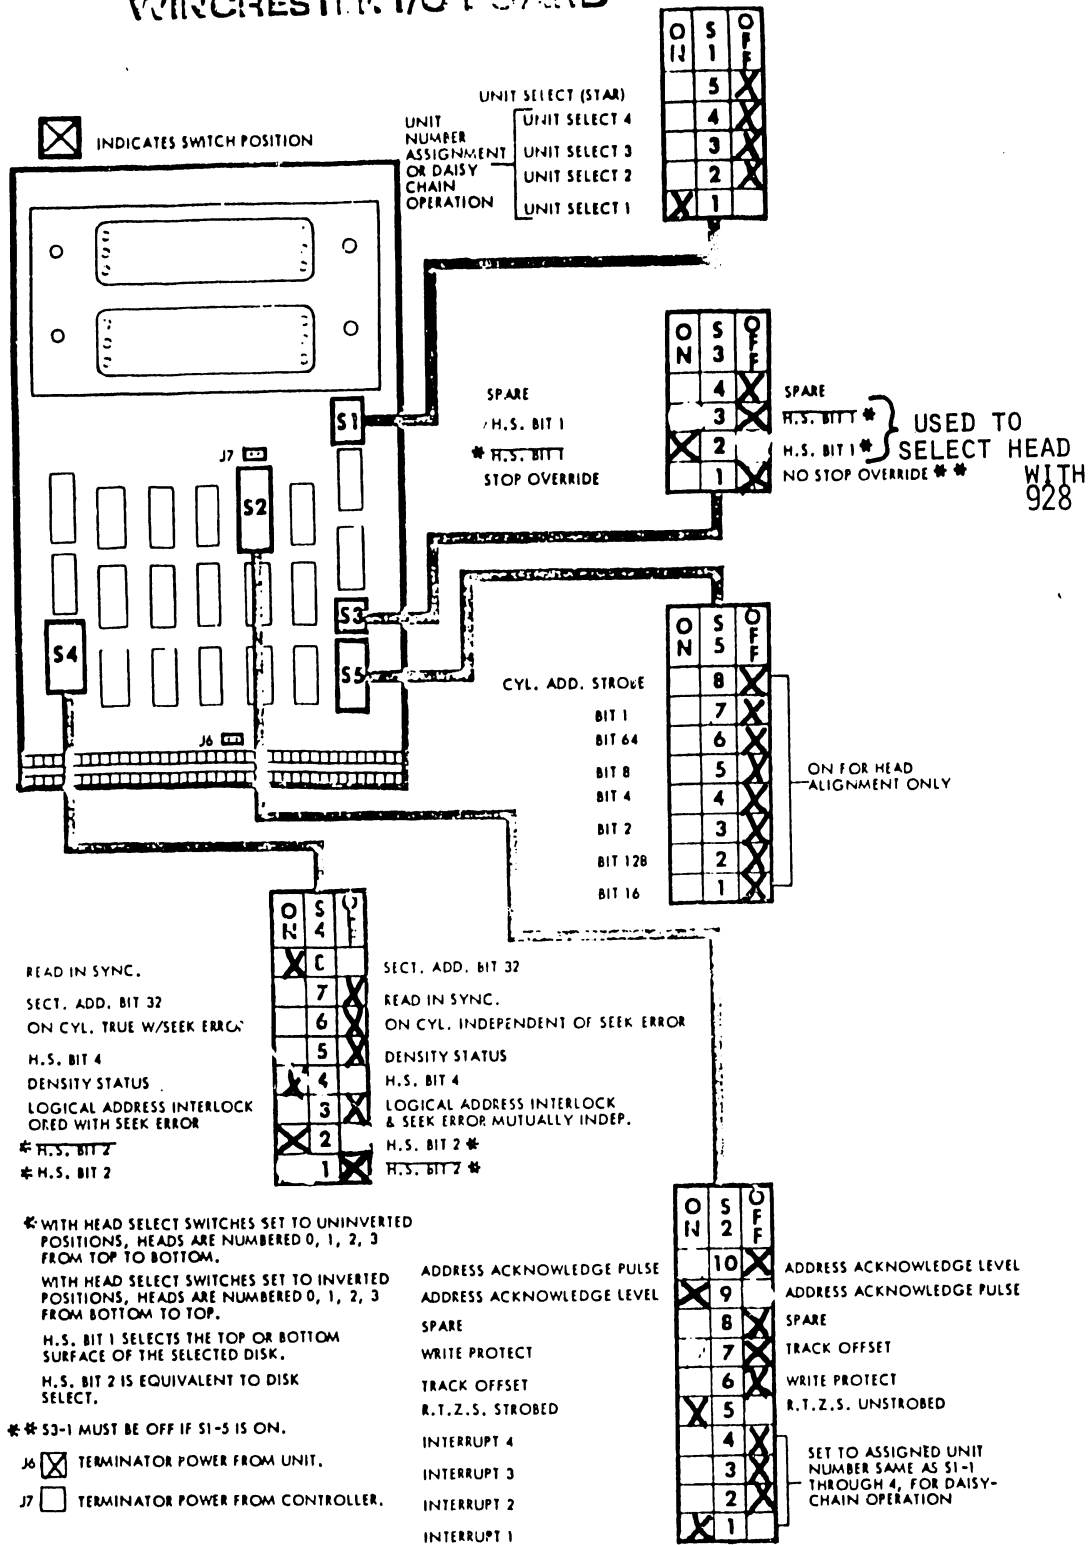 WINCHESTER I/O BOARD
INDICATES SWITCH POSITION
UNIT SELECT (STAR)
UNIT
NUMBER
ASSIGNMENT
OR DAISY
CHAIN
OPERATION
UNIT SELECT 4
UNIT SELECT 3
UNIT SELECT 2
UNIT SELECT 1
ON S1 OFF
5
4
3
2
1
S1
J7
S2
S3
S4
S5
J6
ON S3 OFF
SPARE 4 SPARE
H.S. BIT 1 3 H.S. BIT 1 *
* H.S. BIT 1 2 H.S. BIT 1 *
STOP OVERRIDE 1 NO STOP OVERRIDE * *
USED TO
SELECT HEAD
WITH
928
ON S5 OFF
CYL. ADD. STROBE 8
BIT 1 7
BIT 64 6
BIT 8 5
BIT 4 4
BIT 2 3
BIT 128 2
BIT 16 1
ON FOR HEAD
ALIGNMENT ONLY
ON S4
READ IN SYNC. SECT. ADD. BIT 32
SECT. ADD. BIT 32 7 READ IN SYNC.
ON CYL. TRUE W/SEEK ERROR 6 ON CYL. INDEPENDENT OF SEEK ERROR
H.S. BIT 4 5 DENSITY STATUS
DENSITY STATUS 4 H.S. BIT 4
LOGICAL ADDRESS INTERLOCK
ORED WITH SEEK ERROR
3
LOGICAL ADDRESS INTERLOCK
& SEEK ERROR MUTUALLY INDEP.
* H.S. BIT 2 2 H.S. BIT 2 *
* H.S. BIT 2 1 H.S. BIT 2 *
* WITH HEAD SELECT SWITCHES SET TO UNINVERTED
POSITIONS, HEADS ARE NUMBERED 0, 1, 2, 3
FROM TOP TO BOTTOM.
WITH HEAD SELECT SWITCHES SET TO INVERTED
POSITIONS, HEADS ARE NUMBERED 0, 1, 2, 3
FROM BOTTOM TO TOP.
H.S. BIT 1 SELECTS THE TOP OR BOTTOM
SURFACE OF THE SELECTED DISK.
H.S. BIT 2 IS EQUIVALENT TO DISK
SELECT.
* * S3-1 MUST BE OFF IF S1-5 IS ON.
J6 TERMINATOR POWER FROM UNIT.
J7 TERMINATOR POWER FROM CONTROLLER.
ON S2 OFF
ADDRESS ACKNOWLEDGE PULSE 10 ADDRESS ACKNOWLEDGE LEVEL
ADDRESS ACKNOWLEDGE LEVEL 9 ADDRESS ACKNOWLEDGE PULSE
SPARE 8 SPARE
WRITE PROTECT 7 TRACK OFFSET
TRACK OFFSET 6 WRITE PROTECT
R.T.Z.S. STROBED 5 R.T.Z.S. UNSTROBED
INTERRUPT 4 4
INTERRUPT 3 3
INTERRUPT 2 2
INTERRUPT 1 1
SET TO ASSIGNED UNIT
NUMBER SAME AS S1-1
THROUGH 4, FOR DAISY-
CHAIN OPERATION